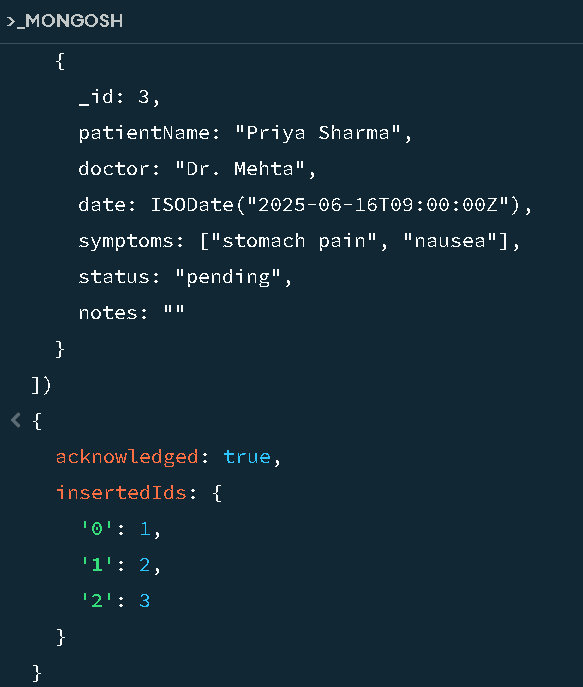 >_MONGOSH
{
_id: 3,
patientName: "Priya Sharma",
doctor: "Dr. Mehta",
date: ISODate("2025-06-16T09:00:00Z"),
symptoms: ["stomach pain", "nausea"],
status: "pending",
notes: ""
}
])
< {
acknowledged: true,
insertedIds: {
'0': 1,
'1': 2,
'2': 3
}
}